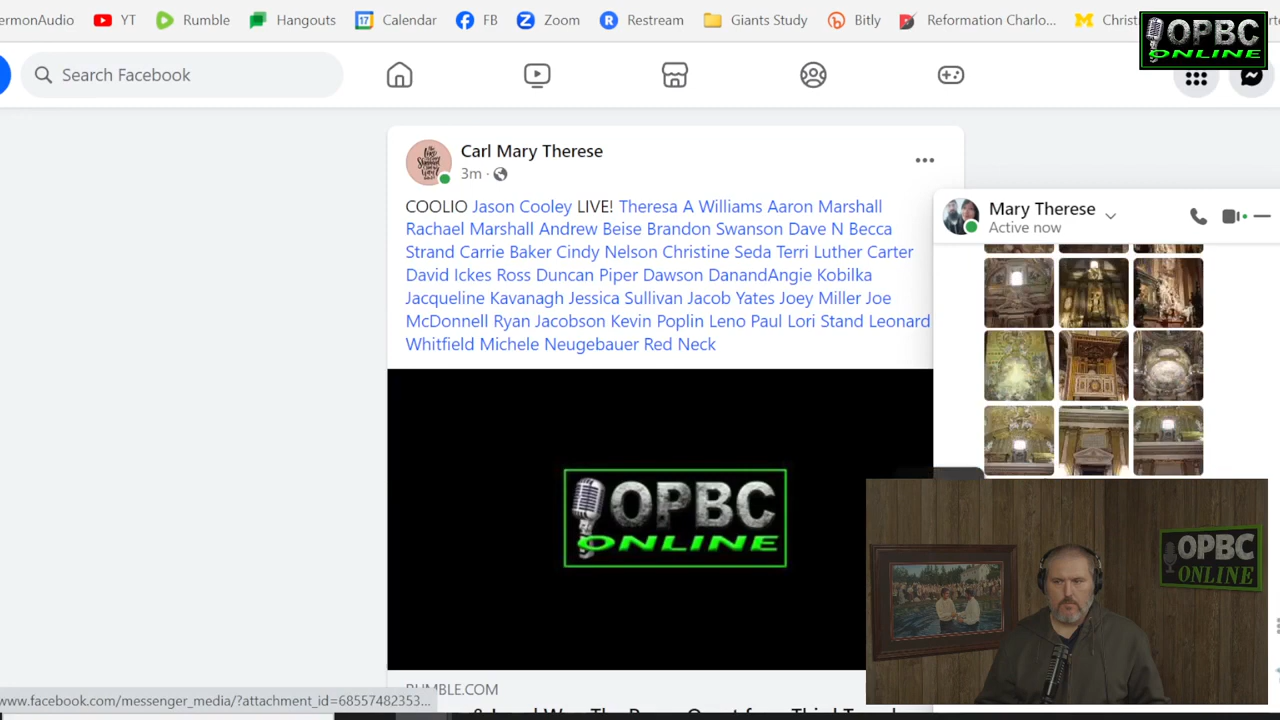 ermonAudio YT Rumble Hangouts Calendar FB Zoom Restream Giants Study Bitly Reformation Charlo... Christ
OPBC
ONLINE
Search Facebook
Carl Mary Therese
3m
COOLIO Jason Cooley LIVE! Theresa A Williams Aaron Marshall
Rachael Marshall Andrew Beise Brandon Swanson Dave N Becca
Strand Carrie Baker Cindy Nelson Christine Seda Terri Luther Carter
David Ickes Ross Duncan Piper Dawson DanandAngie Kobilka
Jacqueline Kavanagh Jessica Sullivan Jacob Yates Joey Miller Joe
McDonnell Ryan Jacobson Kevin Poplin Leno Paul Lori Stand Leonard
Whitfield Michele Neugebauer Red Neck
Mary Therese
Active now
OPBC
ONLINE
OPBC
ONLINE
RUMBLE.COM
www.facebook.com/messenger_media/?attachment_id=68557482353...